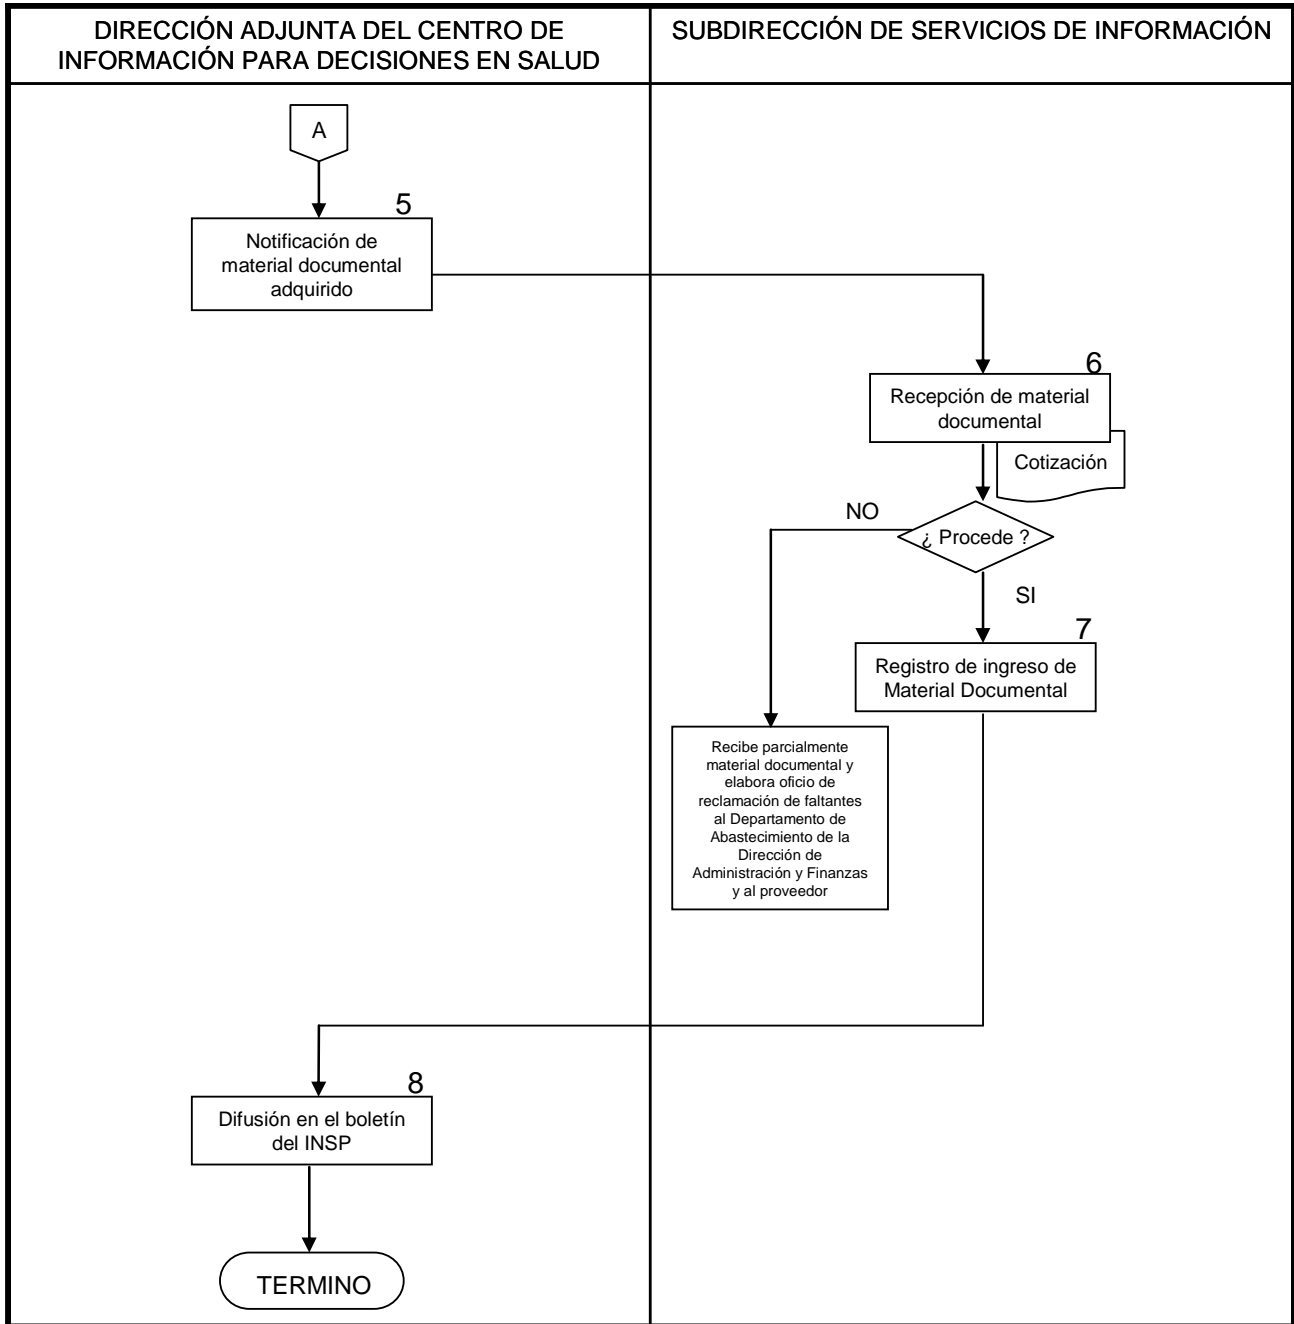 DIRECCIÓN ADJUNTA DEL CENTRO DE
INFORMACIÓN PARA DECISIONES EN SALUD
SUBDIRECCIÓN DE SERVICIOS DE INFORMACIÓN
A
5
Notificación de
material documental
adquirido
6
Recepción de material
documental
Cotización
¿ Procede ?
NO
SI
7
Registro de ingreso de
Material Documental
Recibe parcialmente
material documental y
elabora oficio de
reclamación de faltantes
al Departamento de
Abastecimiento de la
Dirección de
Administración y Finanzas
y al proveedor
8
Difusión en el boletín
del INSP
TERMINO